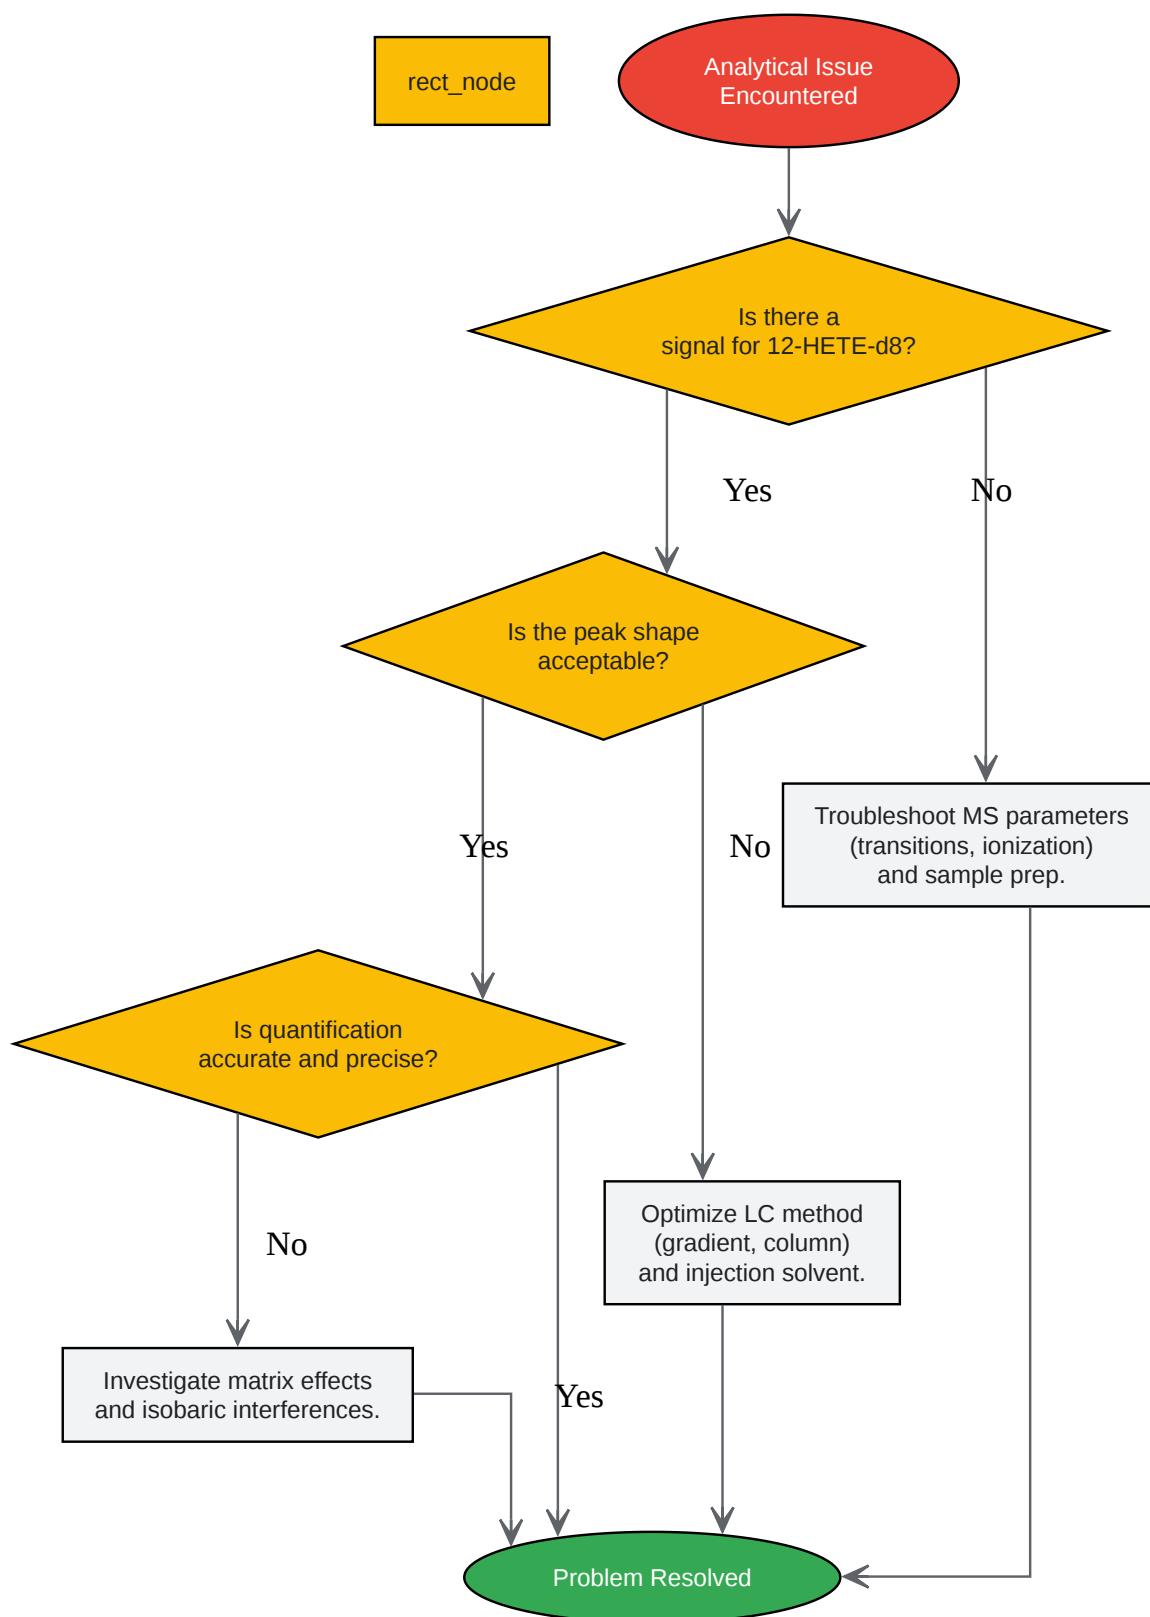 rect_node
Analytical Issue
Encountered
Is there a
signal for 12-HETE-d8?
Yes
No
Is the peak shape
acceptable?
Troubleshoot MS parameters
(transitions, ionization)
and sample prep.
Yes
No
Is quantification
accurate and precise?
Optimize LC method
(gradient, column)
and injection solvent.
No
Investigate matrix effects
and isobaric interferences.
Yes
Problem Resolved